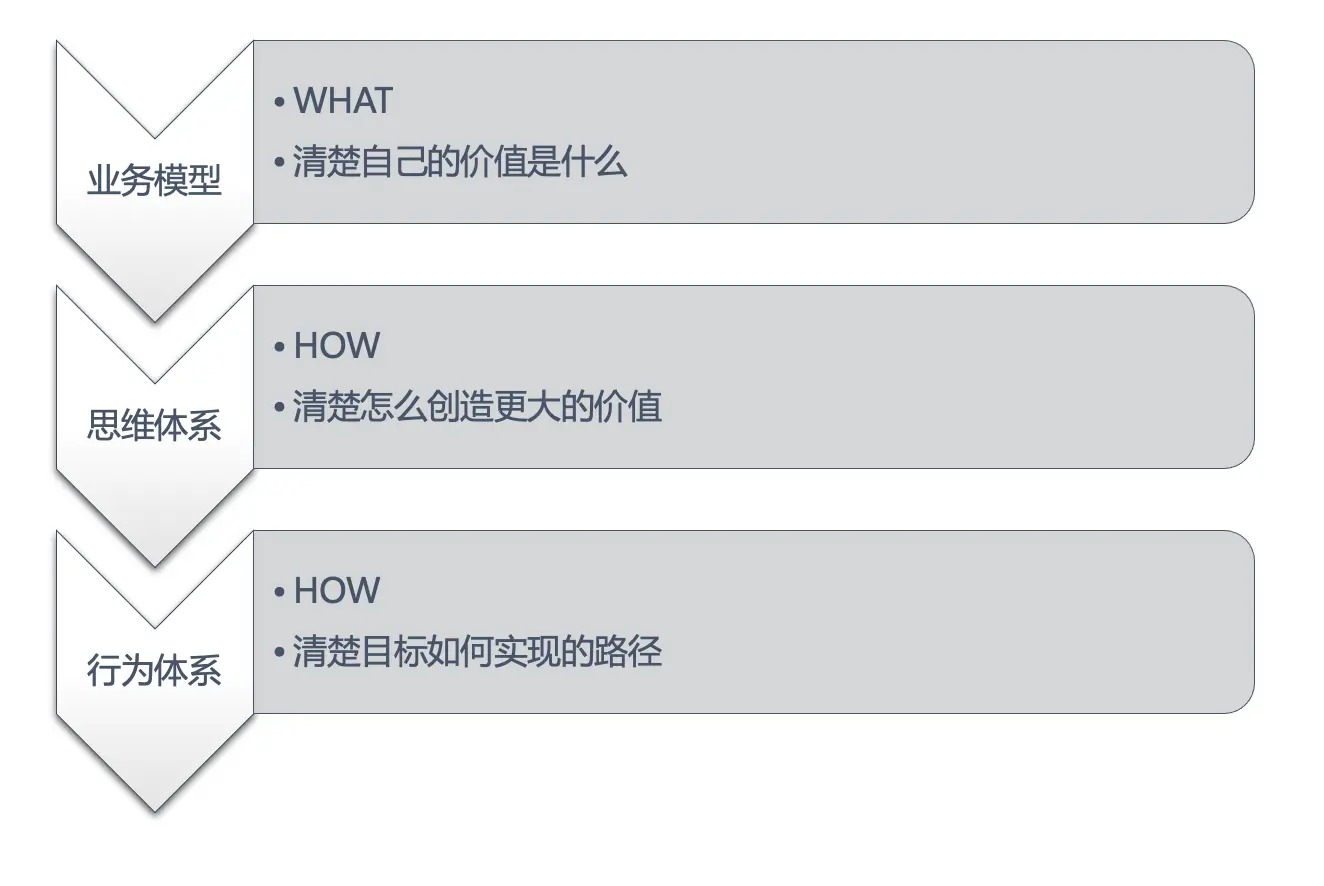 业务模型
• WHAT
• 清楚自己的价值是什么
思维体系
• HOW
• 清楚怎么创造更大的价值
行为体系
• HOW
• 清楚目标如何实现的路径